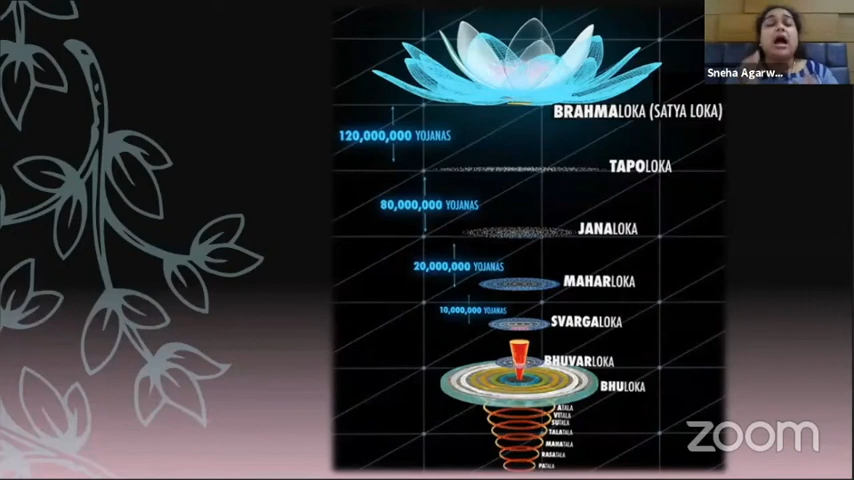 Sneha Agarw...
BRAHMALOKA (SATYA LOKA)
120,000,000 YOJANAS
TAPOLOKA
80,000,000 YOJANAS
JANALOKA
20,000,000 YOJANAS
MAHARLOKA
10,000,000 YOJANAS
SVARGALOKA
BHUVARLOKA
BHULOKA
ATALA
VITALA
SUTALA
TALATALA
MAHATALA
RASATALA
PATALA
zoom